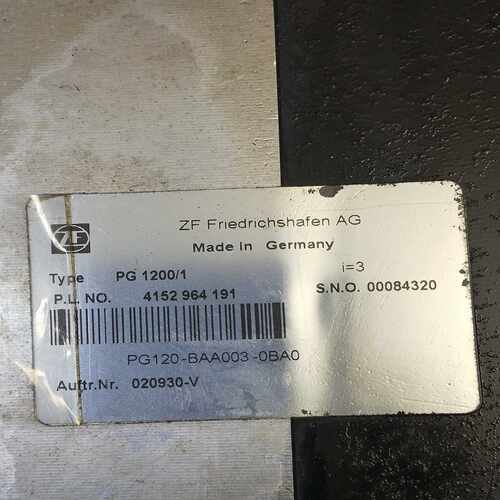 ZF
ZF Friedrichshafen AG
Made in Germany
Type PG 1200/1 i=3
P.L. NO. 4152 964 191 S.N.O. 00084320
PG120-BAA003-0BA0
Auftr.Nr. 020930-V